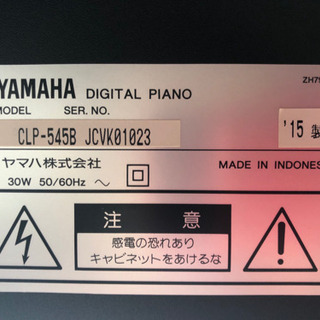 ZH79
YAMAHA DIGITAL PIANO
MODEL SER. NO.
CLP-545B JCVK01023
'15 製
ヤマハ株式会社
MADE IN INDONES
30W 50/60Hz ～
注 意
感電の恐れあり
キャビネットをあけるな